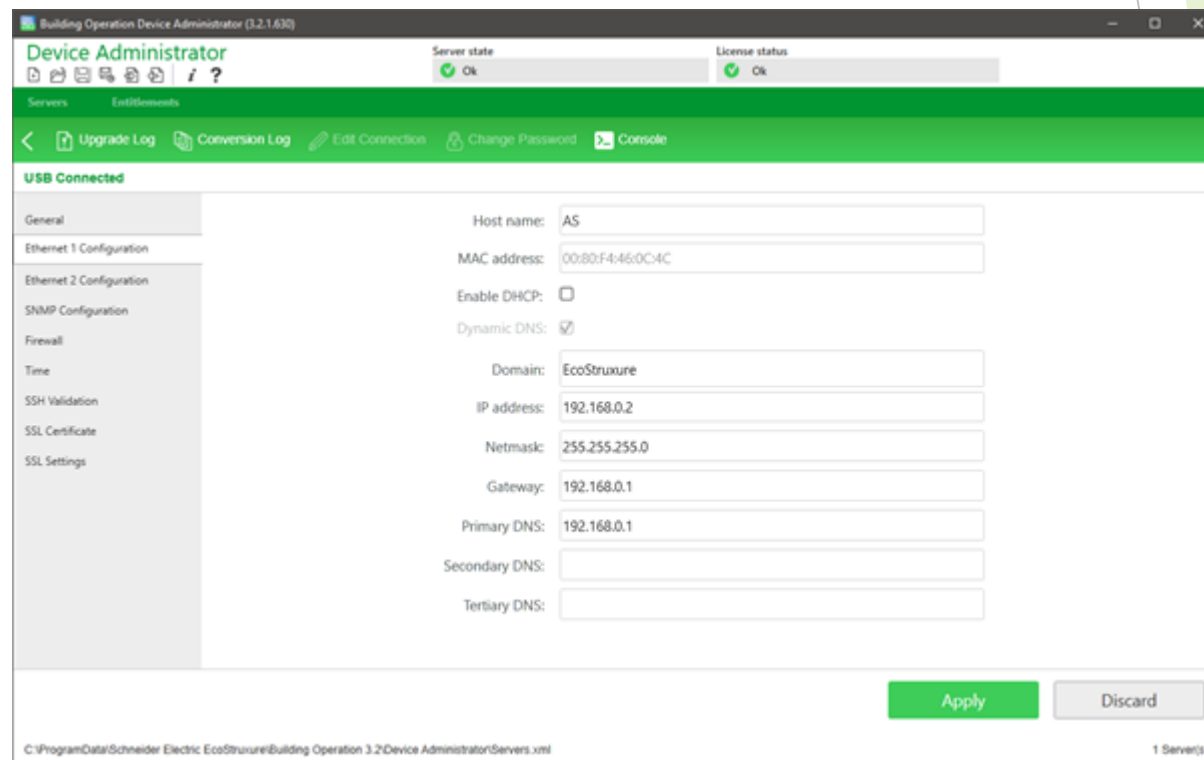 Building Operation Device Administrator (3.2.1.630)
Device Administrator
Server state
Ok
License status
Ok
Servers Entitlements
Upgrade Log Conversion Log Edit Connection Change Password Console
USB Connected
General
Ethernet 1 Configuration
Ethernet 2 Configuration
SNMP Configuration
Firewall
Time
SSH Validation
SSL Certificate
SSL Settings
Host name: AS
MAC address: 00:80:F4:46:0C:4C
Enable DHCP:
Dynamic DNS:
Domain: EcoStruxure
IP address: 192.168.0.2
Netmask: 255.255.255.0
Gateway: 192.168.0.1
Primary DNS: 192.168.0.1
Secondary DNS:
Tertiary DNS:
Apply Discard
C:\ProgramData\Schneider Electric EcoStruxure\Building Operation 3.2\Device Administrator\Servers.xml
1 Server(s